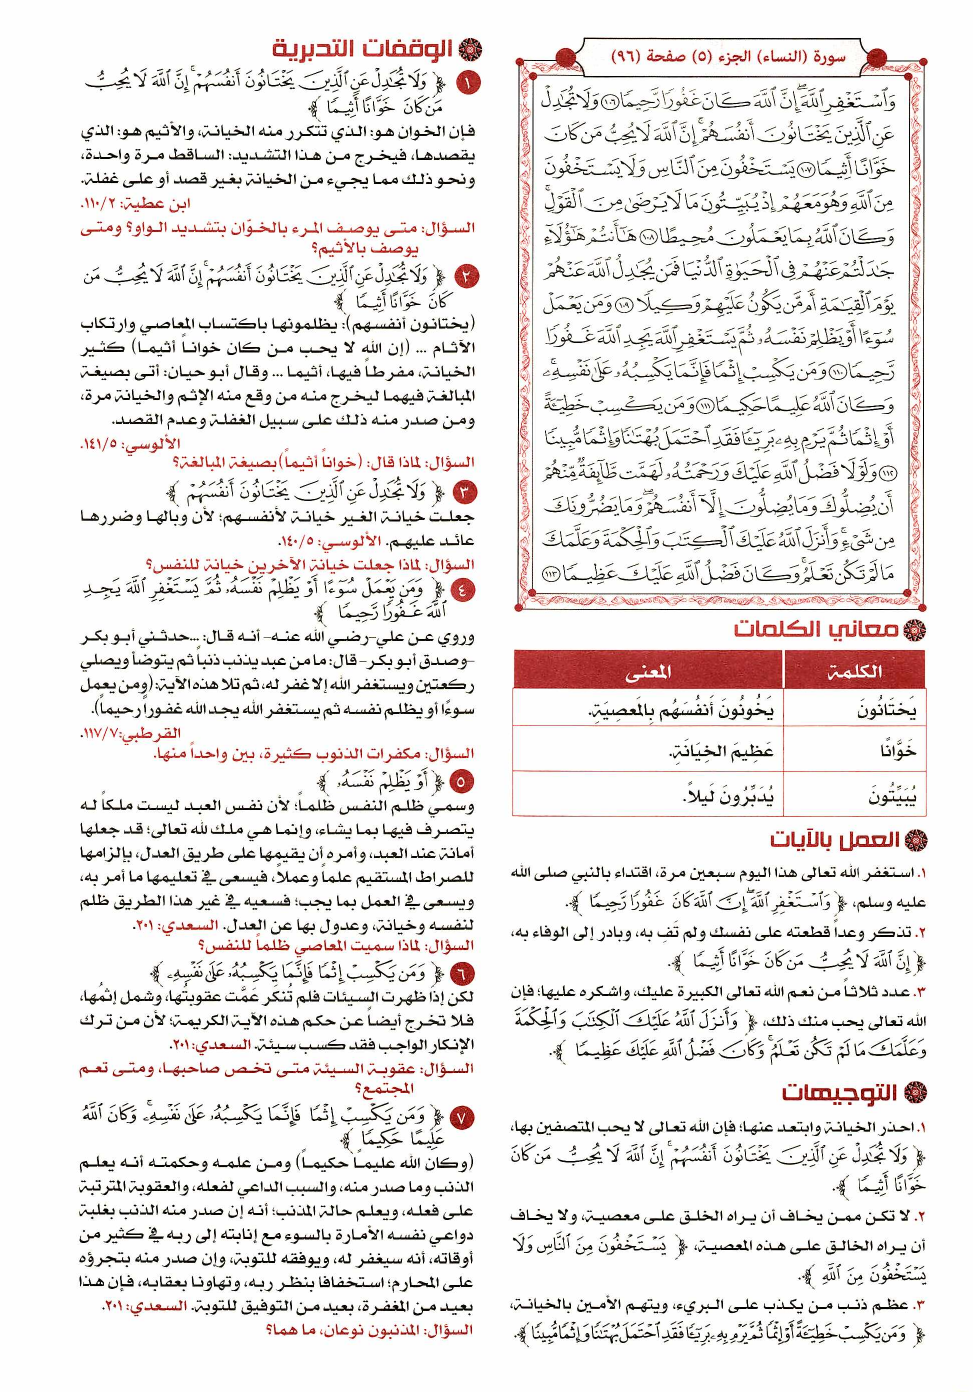 سورة (النساء) الجزء (٥) صفحة (٩٦)
وَٱسْتَغْفِرِ ٱللَّهَ ۖ إِنَّ ٱللَّهَ كَانَ غَفُورًا رَّحِيمًا ١٠٦ وَلَا تُجَٰدِلْ
عَنِ ٱلَّذِينَ يَخْتَانُونَ أَنفُسَهُمْ ۚ إِنَّ ٱللَّهَ لَا يُحِبُّ مَن كَانَ
خَوَّانًا أَثِيمًا ١٠٧ يَسْتَخْفُونَ مِنَ ٱلنَّاسِ وَلَا يَسْتَخْفُونَ
مِنَ ٱللَّهِ وَهُوَ مَعَهُمْ إِذْ يُبَيِّتُونَ مَا لَا يَرْضَىٰ مِنَ ٱلْقَوْلِ ۚ
وَكَانَ ٱللَّهُ بِمَا يَعْمَلُونَ مُحِيطًا ١٠٨ هَٰٓأَنتُمْ هَٰٓؤُلَآءِ
جَٰدَلْتُمْ عَنْهُمْ فِى ٱلْحَيَوٰةِ ٱلدُّنْيَا فَمَن يُجَٰدِلُ ٱللَّهَ عَنْهُمْ
يَوْمَ ٱلْقِيَٰمَةِ أَم مَّن يَكُونُ عَلَيْهِمْ وَكِيلًا ١٠٩ وَمَن يَعْمَلْ
سُوٓءًا أَوْ يَظْلِمْ نَفْسَهُۥ ثُمَّ يَسْتَغْفِرِ ٱللَّهَ يَجِدِ ٱللَّهَ غَفُورًا
رَّحِيمًا ١١٠ وَمَن يَكْسِبْ إِثْمًا فَإِنَّمَا يَكْسِبُهُۥ عَلَىٰ نَفْسِهِۦ ۚ
وَكَانَ ٱللَّهُ عَلِيمًا حَكِيمًا ١١١ وَمَن يَكْسِبْ خَطِيٓـَٔةً
أَوْ إِثْمًا ثُمَّ يَرْمِ بِهِۦ بَرِيٓـًٔا فَقَدِ ٱحْتَمَلَ بُهْتَٰنًا وَإِثْمًا مُّبِينًا
١١٢ وَلَوْلَا فَضْلُ ٱللَّهِ عَلَيْكَ وَرَحْمَتُهُۥ لَهَمَّت طَّآئِفَةٌ مِّنْهُمْ
أَن يُضِلُّوكَ وَمَا يُضِلُّونَ إِلَّآ أَنفُسَهُمْ ۖ وَمَا يَضُرُّونَكَ
مِن شَىْءٍ ۚ وَأَنزَلَ ٱللَّهُ عَلَيْكَ ٱلْكِتَٰبَ وَٱلْحِكْمَةَ وَعَلَّمَكَ
مَا لَمْ تَكُن تَعْلَمُ ۚ وَكَانَ فَضْلُ ٱللَّهِ عَلَيْكَ عَظِيمًا ١١٣
معاني الكلمات
الكلمة المعنى
يَخْتَانُونَ يَخُونُونَ أَنفُسَهُم بِالمَعصِيَةِ.
خَوَّانًا عَظِيمَ الخِيَانَةِ.
يُبَيِّتُونَ يُدَبِّرُونَ لَيلاً.
العمل بالآيات
١. استغفر الله تعالى هذا اليوم سبعين مرة، اقتداء بالنبي صلى الله
عليه وسلم، ﴿ وَٱسْتَغْفِرِ ٱللَّهَ ۖ إِنَّ ٱللَّهَ كَانَ غَفُورًا رَّحِيمًا ﴾.
٢. تذكر وعداً قطعته على نفسك ولم تَفِ به، وبادر إلى الوفاء به،
﴿ إِنَّ ٱللَّهَ لَا يُحِبُّ مَن كَانَ خَوَّانًا أَثِيمًا ﴾.
٣. عدد ثلاثاً من نعم الله تعالى الكبيرة عليك، واشكره عليها؛ فإن
الله تعالى يحب منك ذلك، ﴿ وَأَنزَلَ ٱللَّهُ عَلَيْكَ ٱلْكِتَٰبَ وَٱلْحِكْمَةَ
وَعَلَّمَكَ مَا لَمْ تَكُن تَعْلَمُ ۚ وَكَانَ فَضْلُ ٱللَّهِ عَلَيْكَ عَظِيمًا ﴾.
التوجيهات
١. احذر الخيانة وابتعد عنها؛ فإن الله تعالى لا يحب المتصفين بها،
﴿ وَلَا تُجَٰدِلْ عَنِ ٱلَّذِينَ يَخْتَانُونَ أَنفُسَهُمْ ۚ إِنَّ ٱللَّهَ لَا يُحِبُّ مَن كَانَ
خَوَّانًا أَثِيمًا ﴾.
٢. لا تكن ممن يخاف أن يراه الخلق على معصية، ولا يخاف
أن يراه الخالق على هذه المعصية، ﴿ يَسْتَخْفُونَ مِنَ ٱلنَّاسِ وَلَا
يَسْتَخْفُونَ مِنَ ٱللَّهِ ﴾.
٣. عظم ذنب من يكذب على البريء، ويتهم الأمين بالخيانة،
﴿ وَمَن يَكْسِبْ خَطِيٓـَٔةً أَوْ إِثْمًا ثُمَّ يَرْمِ بِهِۦ بَرِيٓـًٔا فَقَدِ ٱحْتَمَلَ بُهْتَٰنًا وَإِثْمًا مُّبِينًا ﴾.
الوقفات التدبرية
١ ﴿ وَلَا تُجَٰدِلْ عَنِ ٱلَّذِينَ يَخْتَانُونَ أَنفُسَهُمْ ۚ إِنَّ ٱللَّهَ لَا يُحِبُّ
مَن كَانَ خَوَّانًا أَثِيمًا ﴾
فإن الخوان هو: الذي تتكرر منه الخيانة، والأثيم هو: الذي
يقصدها، فيخرج من هذا التشديد: الساقط مرة واحدة،
ونحو ذلك مما يجيء من الخيانة بغير قصد أو على غفلة.
ابن عطية: ١١٠/٢.
السؤال: متى يوصف المرء بالخوّان بتشديد الواو؟ ومتى
يوصف بالأثيم؟
٢ ﴿ وَلَا تُجَٰدِلْ عَنِ ٱلَّذِينَ يَخْتَانُونَ أَنفُسَهُمْ ۚ إِنَّ ٱللَّهَ لَا يُحِبُّ مَن
كَانَ خَوَّانًا أَثِيمًا ﴾
(يختانون أنفسهم): يظلمونها باكتساب المعاصي وارتكاب
الآثام ... (إن الله لا يحب من كان خواناً أثيما) كثير
الخيانة، مفرطاً فيها، أثيما ... وقال أبو حيان: أتى بصيغة
المبالغة فيهما ليخرج منه من وقع منه الإثم والخيانة مرة،
ومن صدر منه ذلك على سبيل الغفلة وعدم القصد.
الألوسي: ١٤١/٥.
السؤال: لماذا قال: (خواناً أثيماً) بصيغة المبالغة؟
٣ ﴿ وَلَا تُجَٰدِلْ عَنِ ٱلَّذِينَ يَخْتَانُونَ أَنفُسَهُمْ ﴾
جعلت خيانة الغير خيانة لأنفسهم؛ لأن وبالها وضررها
عائد عليهم. الألوسي: ١٤٠/٥.
السؤال: لماذا جعلت خيانة الآخرين خيانة للنفس؟
٤ ﴿ وَمَن يَعْمَلْ سُوٓءًا أَوْ يَظْلِمْ نَفْسَهُۥ ثُمَّ يَسْتَغْفِرِ ٱللَّهَ يَجِدِ
ٱللَّهَ غَفُورًا رَّحِيمًا ﴾
وروي عن علي-رضي الله عنه- أنه قال: ...حدثني أبو بكر
-وصدق أبو بكر- قال: ما من عبد يذنب ذنباً ثم يتوضأ ويصلي
ركعتين ويستغفر الله إلا غفر له، ثم تلا هذه الآية: (ومن يعمل
سوءًا أو يظلم نفسه ثم يستغفر الله يجد الله غفوراً رحيماً).
القرطبي: ١١٧/٧.
السؤال: مكفرات الذنوب كثيرة، بين واحداً منها.
٥ ﴿ أَوْ يَظْلِمْ نَفْسَهُۥ ﴾
وسمي ظلم النفس ظلماً؛ لأن نفس العبد ليست ملكاً له
يتصرف فيها بما يشاء، وإنما هي ملك لله تعالى؛ قد جعلها
أمانة عند العبد، وأمره أن يقيمها على طريق العدل، بإلزامها
للصراط المستقيم علماً وعملاً، فيسعى في تعليمها ما أمر به،
ويسعى في العمل بما يجب؛ فسعيه في غير هذا الطريق ظلم
لنفسه وخيانة، وعدول بها عن العدل. السعدي: ٢٠١.
السؤال: لماذا سميت المعاصي ظلماً للنفس؟
٦ ﴿ وَمَن يَكْسِبْ إِثْمًا فَإِنَّمَا يَكْسِبُهُۥ عَلَىٰ نَفْسِهِۦ ﴾
لكن إذا ظهرت السيئات فلم تُنكر عَمَّت عقوبتُها، وشمل إثمُها،
فلا تخرج أيضاً عن حكم هذه الآية الكريمة؛ لأن من ترك
الإنكار الواجب فقد كسب سيئة. السعدي: ٢٠١.
السؤال: عقوبة السيئة متى تخص صاحبها، ومتى تعم
المجتمع؟
٧ ﴿ وَمَن يَكْسِبْ إِثْمًا فَإِنَّمَا يَكْسِبُهُۥ عَلَىٰ نَفْسِهِۦ ۚ وَكَانَ ٱللَّهُ
عَلِيمًا حَكِيمًا ﴾
(وكان الله عليماً حكيماً) ومن علمه وحكمته أنه يعلم
الذنب وما صدر منه، والسبب الداعي لفعله، والعقوبة المترتبة
على فعله، ويعلم حالة المذنب؛ أنه إن صدر منه الذنب بغلبة
دواعي نفسه الأمارة بالسوء مع إنابته إلى ربه في كثير من
أوقاته، أنه سيغفر له، ويوفقه للتوبة، وإن صدر منه بتجرؤه
على المحارم؛ استخفافا بنظر ربه، وتهاونا بعقابه، فإن هذا
بعيد من المغفرة، بعيد من التوفيق للتوبة. السعدي: ٢٠١.
السؤال: المذنبون نوعان، ما هما؟